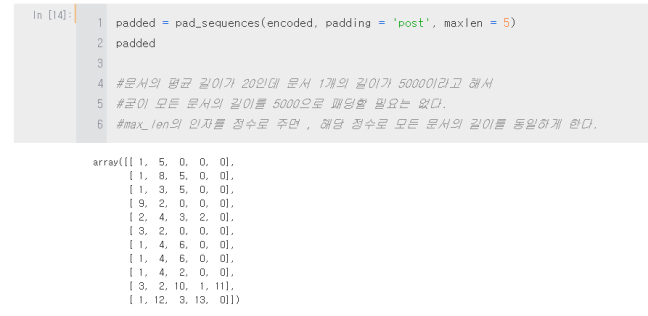 In [14]:
1 padded = pad_sequences(encoded, padding = 'post', maxlen = 5)
2 padded
3
4 #문서의 평균 길이가 20인데 문서 1개의 길이가 5000이라고 해서
5 #굳이 모든 문서의 길이를 5000으로 패딩할 필요는 없다.
6 #max_len의 인자를 정수로 주면 , 해당 정수로 모든 문서의 길이를 동일하게 한다.
array([[ 1, 5, 0, 0, 0],
[ 1, 8, 5, 0, 0],
[ 1, 3, 5, 0, 0],
[ 9, 2, 0, 0, 0],
[ 2, 4, 3, 2, 0],
[ 3, 2, 0, 0, 0],
[ 1, 4, 6, 0, 0],
[ 1, 4, 6, 0, 0],
[ 1, 4, 2, 0, 0],
[ 3, 2, 10, 1, 11],
[ 1, 12, 3, 13, 0]])